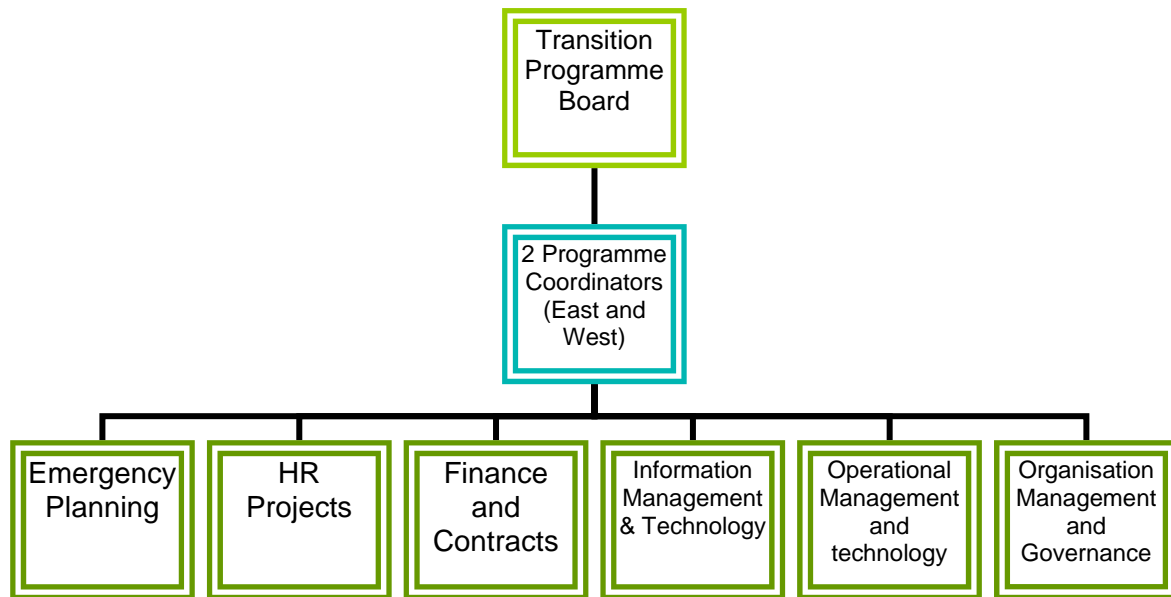 Transition
Programme
Board
2 Programme
Coordinators
(East and
West)
Emergency
Planning
HR
Projects
Finance
and
Contracts
Information
Management
& Technology
Operational
Management
and
technology
Organisation
Management
and
Governance